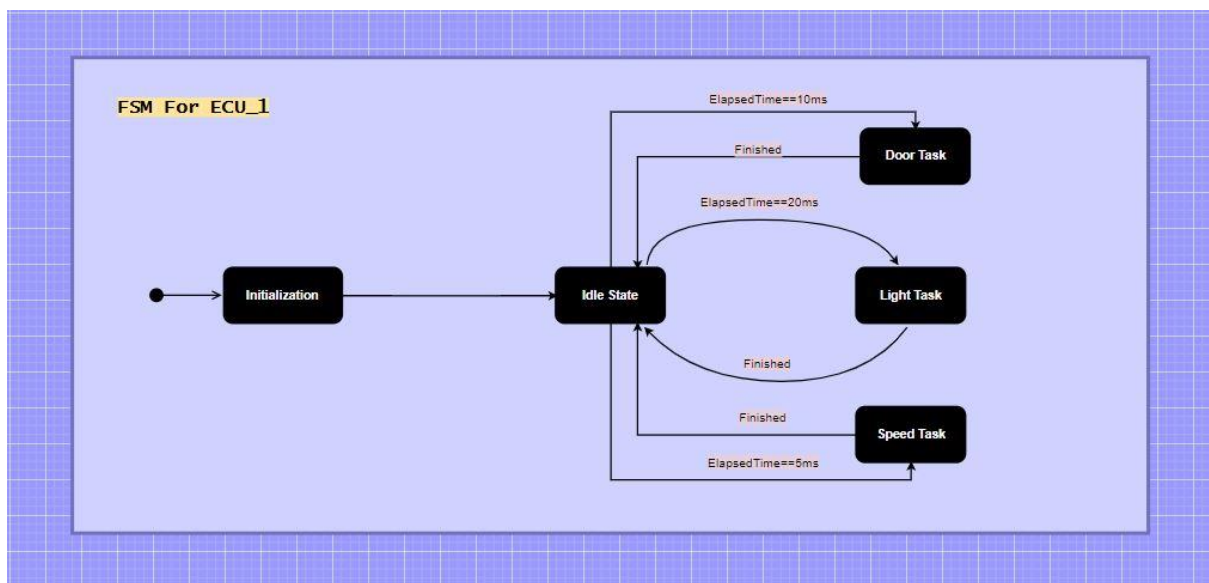 FSM For ECU_1
ElapsedTime==10ms
Door Task
Finished
ElapsedTime==20ms
Initialization
Idle State
Light Task
Finished
Finished
Speed Task
ElapsedTime==5ms